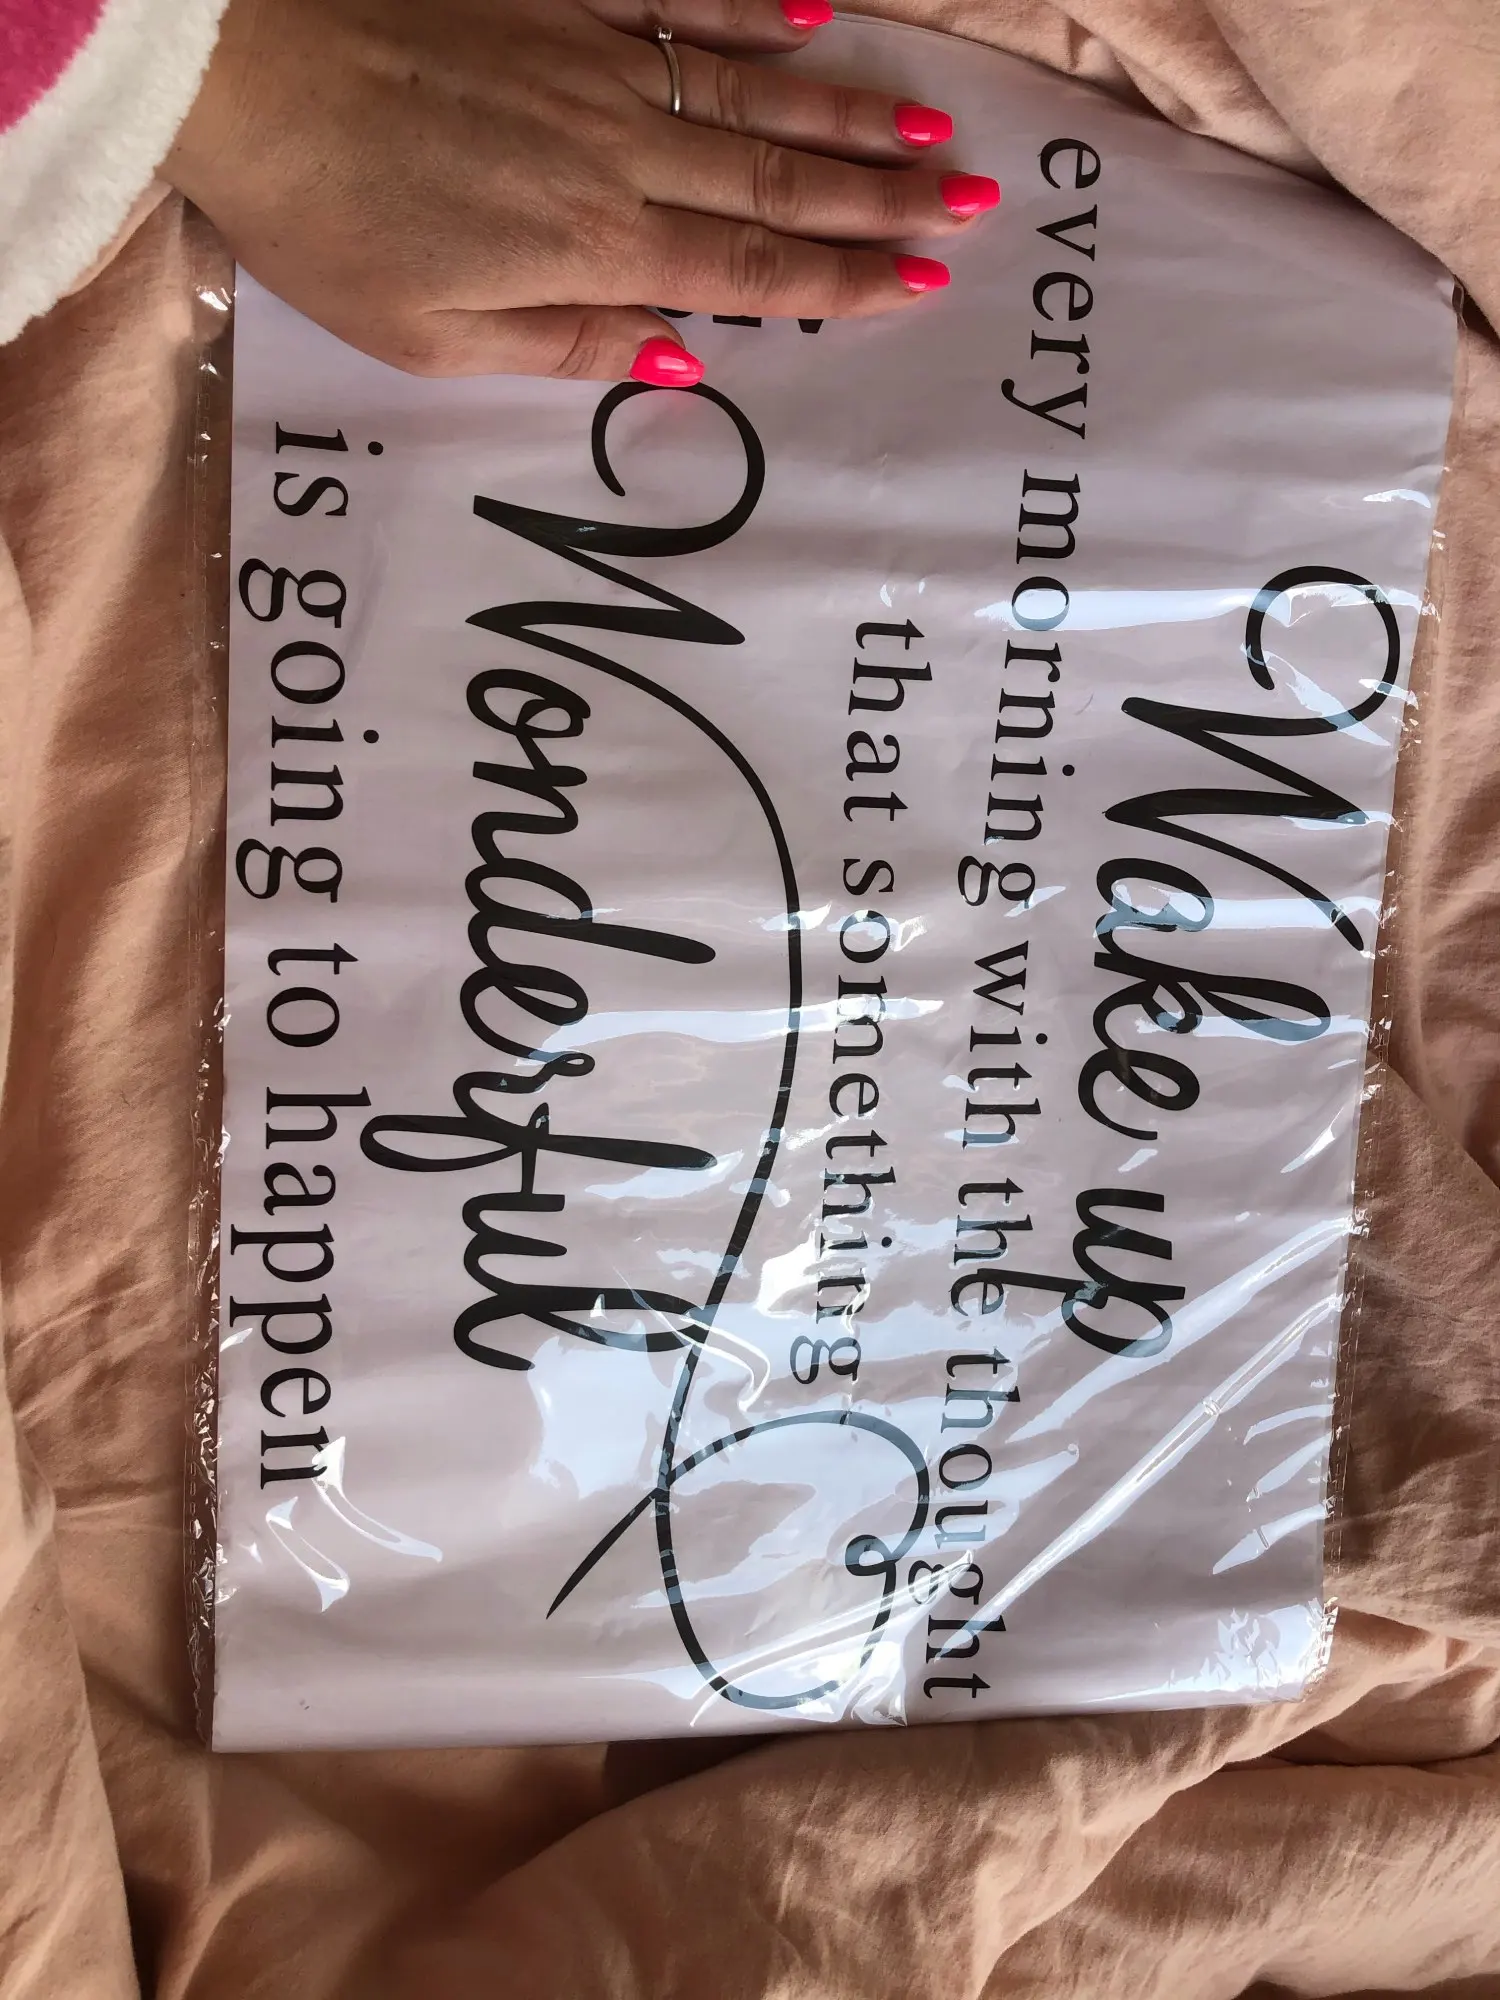 Wake up
every morning with the thought
that something
Wonderful
is going to happen